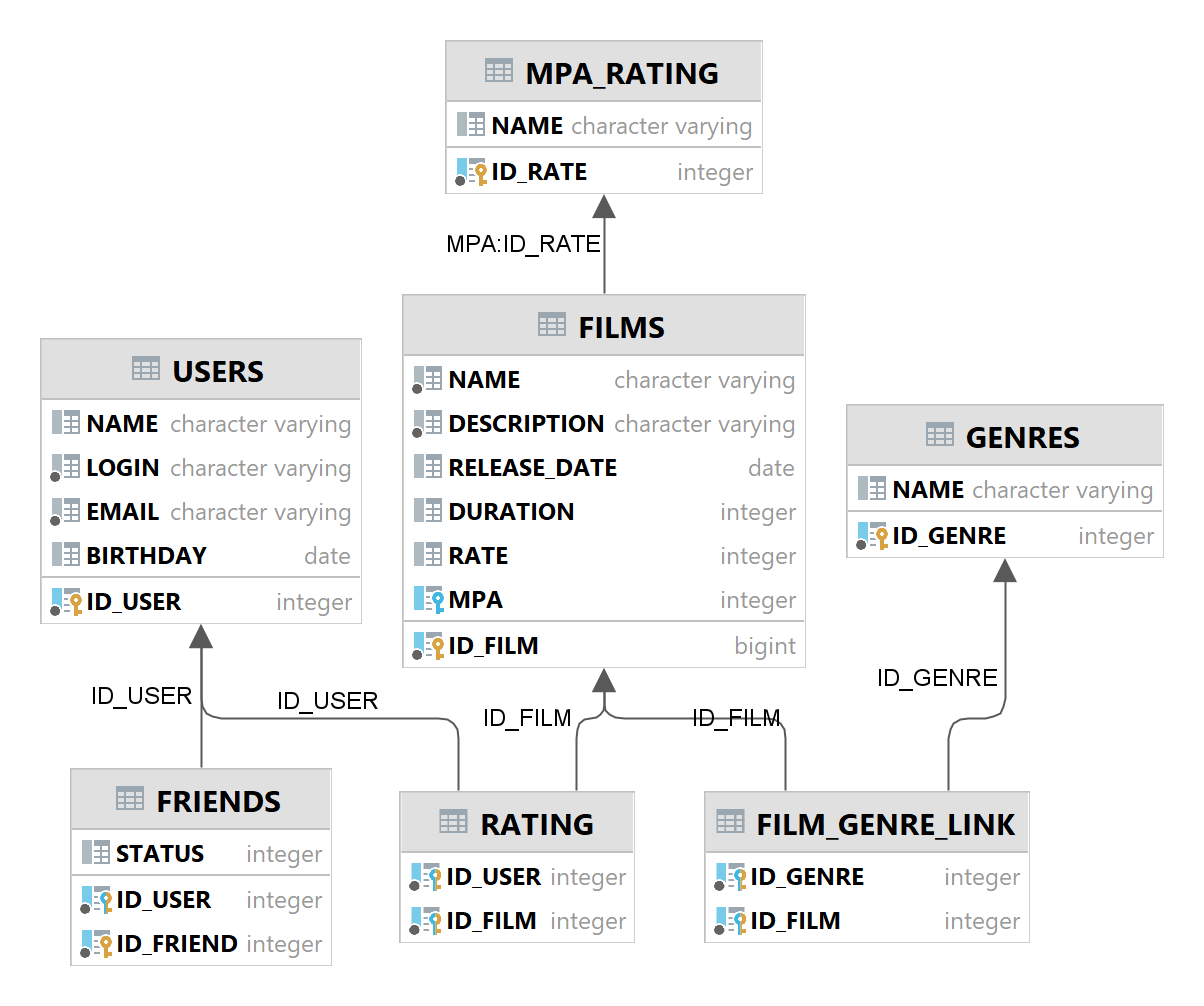 MPA_RATING
NAME character varying
ID_RATE integer
MPA:ID_RATE
FILMS
NAME character varying
DESCRIPTION character varying
RELEASE_DATE date
DURATION integer
RATE integer
MPA integer
ID_FILM bigint
USERS
NAME character varying
LOGIN character varying
EMAIL character varying
BIRTHDAY date
ID_USER integer
GENRES
NAME character varying
ID_GENRE integer
ID_USER
ID_USER
ID_FILM
ID_FILM
ID_GENRE
FRIENDS
STATUS integer
ID_USER integer
ID_FRIEND integer
RATING
ID_USER integer
ID_FILM integer
FILM_GENRE_LINK
ID_GENRE integer
ID_FILM integer